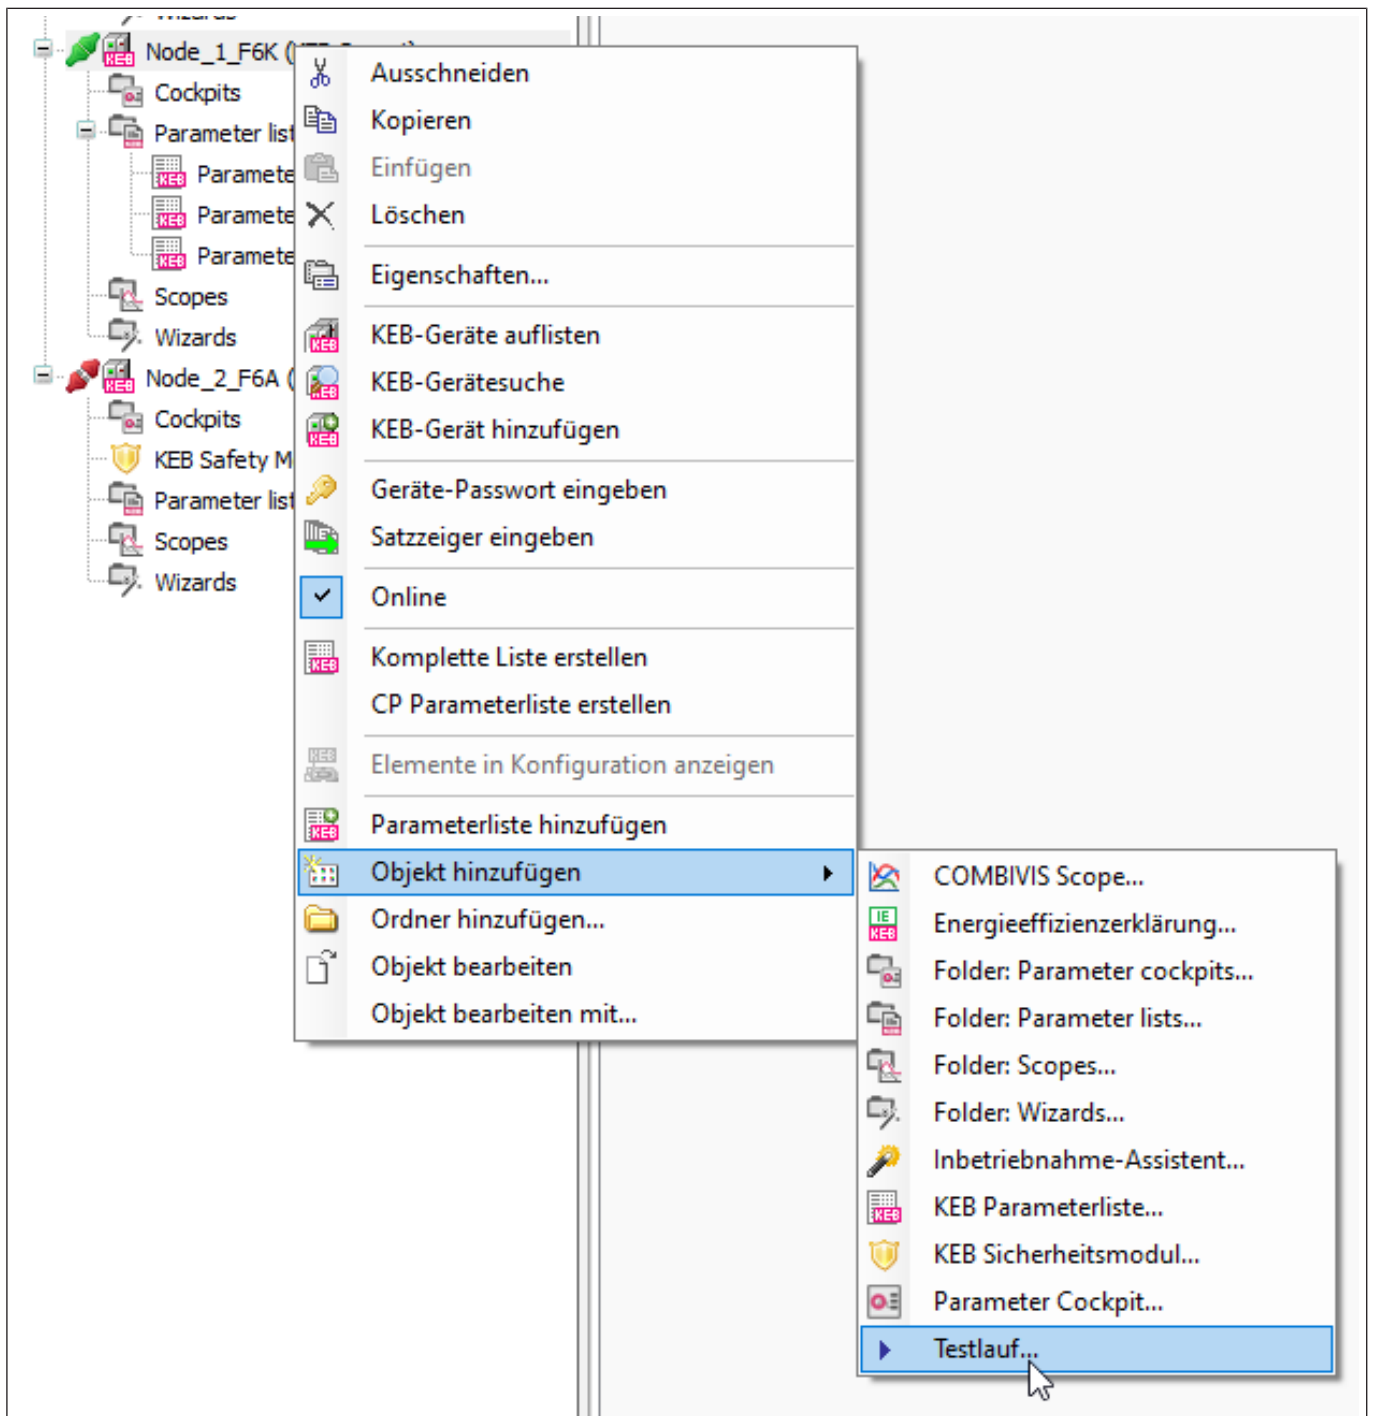 Node_1_F6K (
Cockpits
Parameter list
Paramete
Paramete
Paramete
Scopes
Wizards
Node_2_F6A (
Cockpits
KEB Safety M
Parameter list
Scopes
Wizards
Ausschneiden
Kopieren
Einfügen
Löschen
Eigenschaften...
KEB-Geräte auflisten
KEB-Gerätesuche
KEB-Gerät hinzufügen
Geräte-Passwort eingeben
Satzzeiger eingeben
Online
Komplette Liste erstellen
CP Parameterliste erstellen
Elemente in Konfiguration anzeigen
Parameterliste hinzufügen
Objekt hinzufügen
Ordner hinzufügen...
Objekt bearbeiten
Objekt bearbeiten mit...
COMBIVIS Scope...
Energieeffizienzerklärung...
Folder: Parameter cockpits...
Folder: Parameter lists...
Folder: Scopes...
Folder: Wizards...
Inbetriebnahme-Assistent...
KEB Parameterliste...
KEB Sicherheitsmodul...
Parameter Cockpit...
Testlauf...